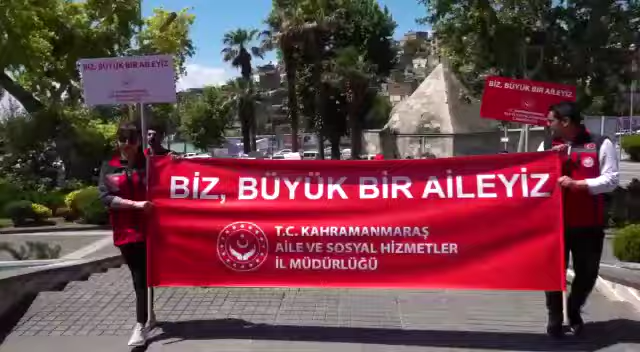 BİZ, BÜYÜK BİR AİLEYİZ
BİZ, BÜYÜK BİR AİLEYİZ
BİZ, BÜYÜK BİR AİLEYİZ
T.C. KAHRAMANMARAŞ
AİLE VE SOSYAL HİZMETLER
İL MÜDÜRLÜĞÜ